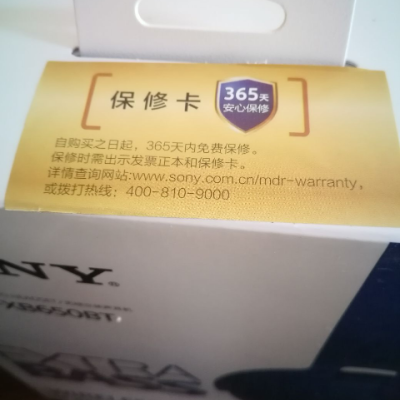 保修卡
365天
安心保修
自购买之日起，365天内免费保修。
保修时需出示发票正本和保修卡。
详情查询网站:www.sony.com.cn/mdr-warranty,
或拨打热线：400-810-9000
NY
XB650BT
EXTRA